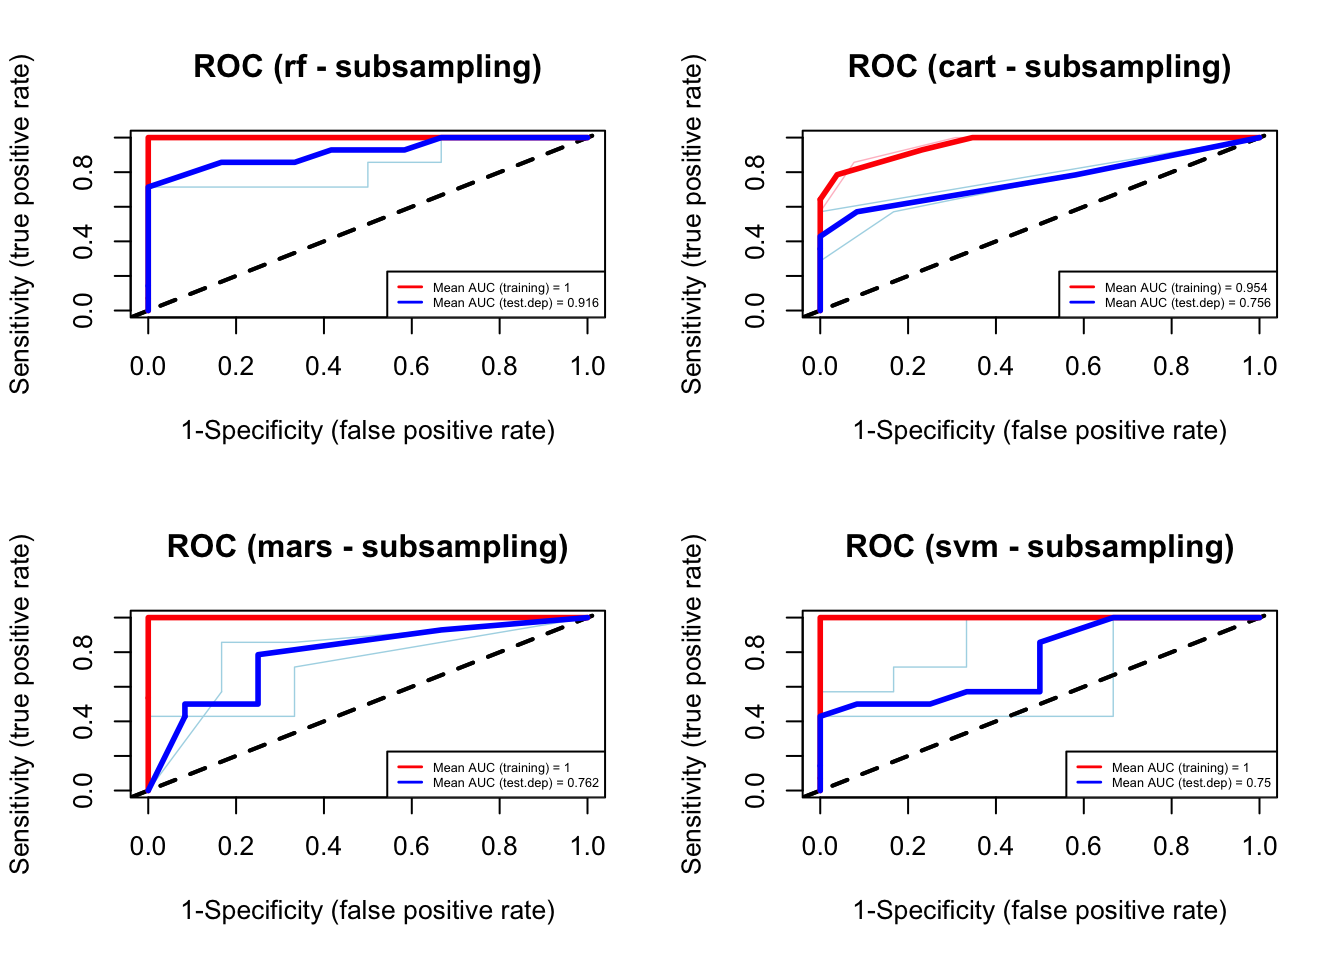 ROC (rf - subsampling)
Sensitivity (true positive rate)
0.0 0.4 0.8
Mean AUC (training) = 1
Mean AUC (test.dep) = 0.916
0.0 0.2 0.4 0.6 0.8 1.0
1-Specificity (false positive rate)
ROC (cart - subsampling)
Sensitivity (true positive rate)
0.0 0.4 0.8
Mean AUC (training) = 0.954
Mean AUC (test.dep) = 0.756
0.0 0.2 0.4 0.6 0.8 1.0
1-Specificity (false positive rate)
ROC (mars - subsampling)
Sensitivity (true positive rate)
0.0 0.4 0.8
Mean AUC (training) = 1
Mean AUC (test.dep) = 0.762
0.0 0.2 0.4 0.6 0.8 1.0
1-Specificity (false positive rate)
ROC (svm - subsampling)
Sensitivity (true positive rate)
0.0 0.4 0.8
Mean AUC (training) = 1
Mean AUC (test.dep) = 0.75
0.0 0.2 0.4 0.6 0.8 1.0
1-Specificity (false positive rate)